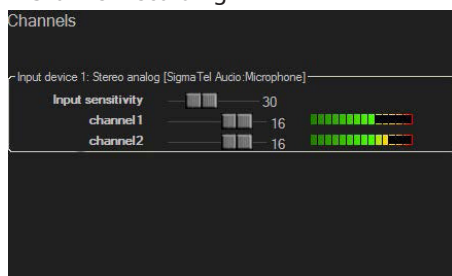 Channels
Input device 1: Stereo analog [SigmaTel Audio:Microphone]
Input sensitivity 30
channel1 16
channel2 16